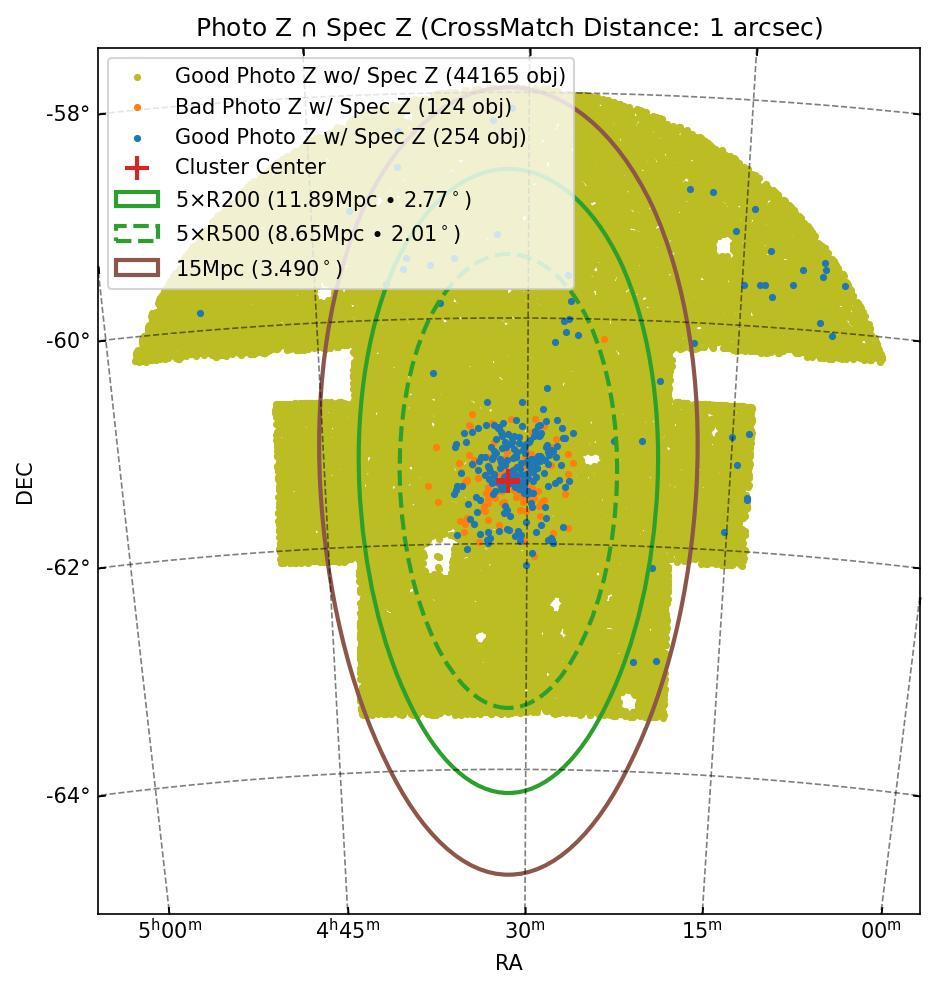 Photo Z ∩ Spec Z (CrossMatch Distance: 1 arcsec)
Good Photo Z wo/ Spec Z (44165 obj)
Bad Photo Z w/ Spec Z (124 obj)
Good Photo Z w/ Spec Z (254 obj)
Cluster Center
5×R200 (11.89Mpc • 2.77°)
5×R500 (8.65Mpc • 2.01°)
15Mpc (3.490°)
-58°
-60°
-62°
-64°
DEC
5h00m 4h45m 30m 15m 00m
RA